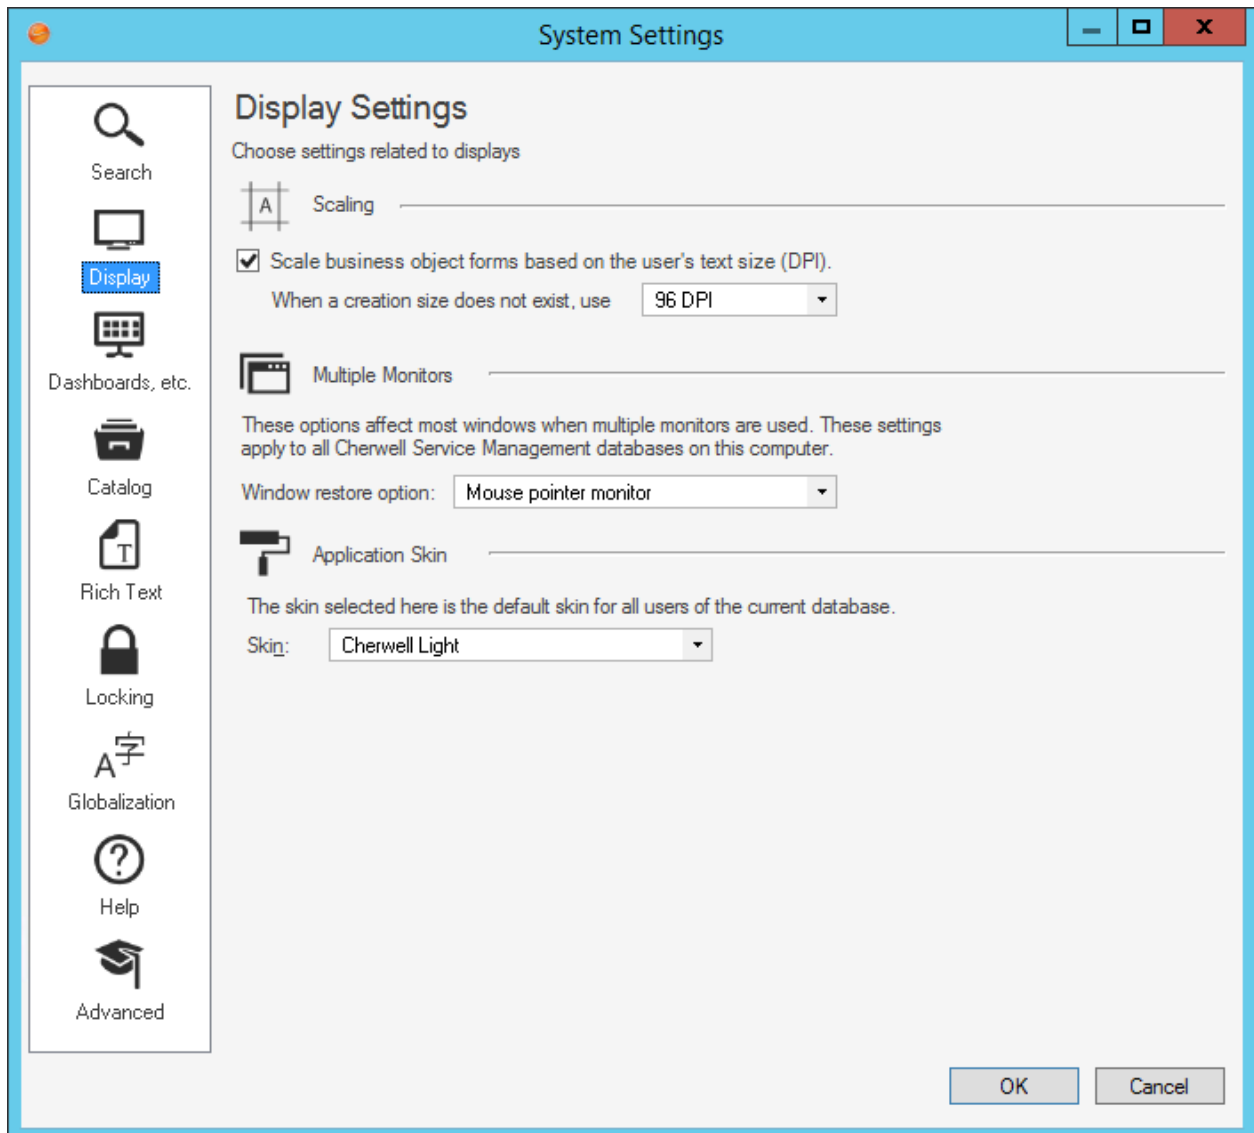 System Settings
Search
Display
Dashboards, etc.
Catalog
Rich Text
Locking
A字
Globalization
?
Help
Advanced
Display Settings
Choose settings related to displays
A
Scaling
Scale business object forms based on the user's text size (DPI).
When a creation size does not exist, use 96 DPI
Multiple Monitors
These options affect most windows when multiple monitors are used. These settings
apply to all Cherwell Service Management databases on this computer.
Window restore option: Mouse pointer monitor
T
Application Skin
The skin selected here is the default skin for all users of the current database.
Skin: Cherwell Light
OK Cancel